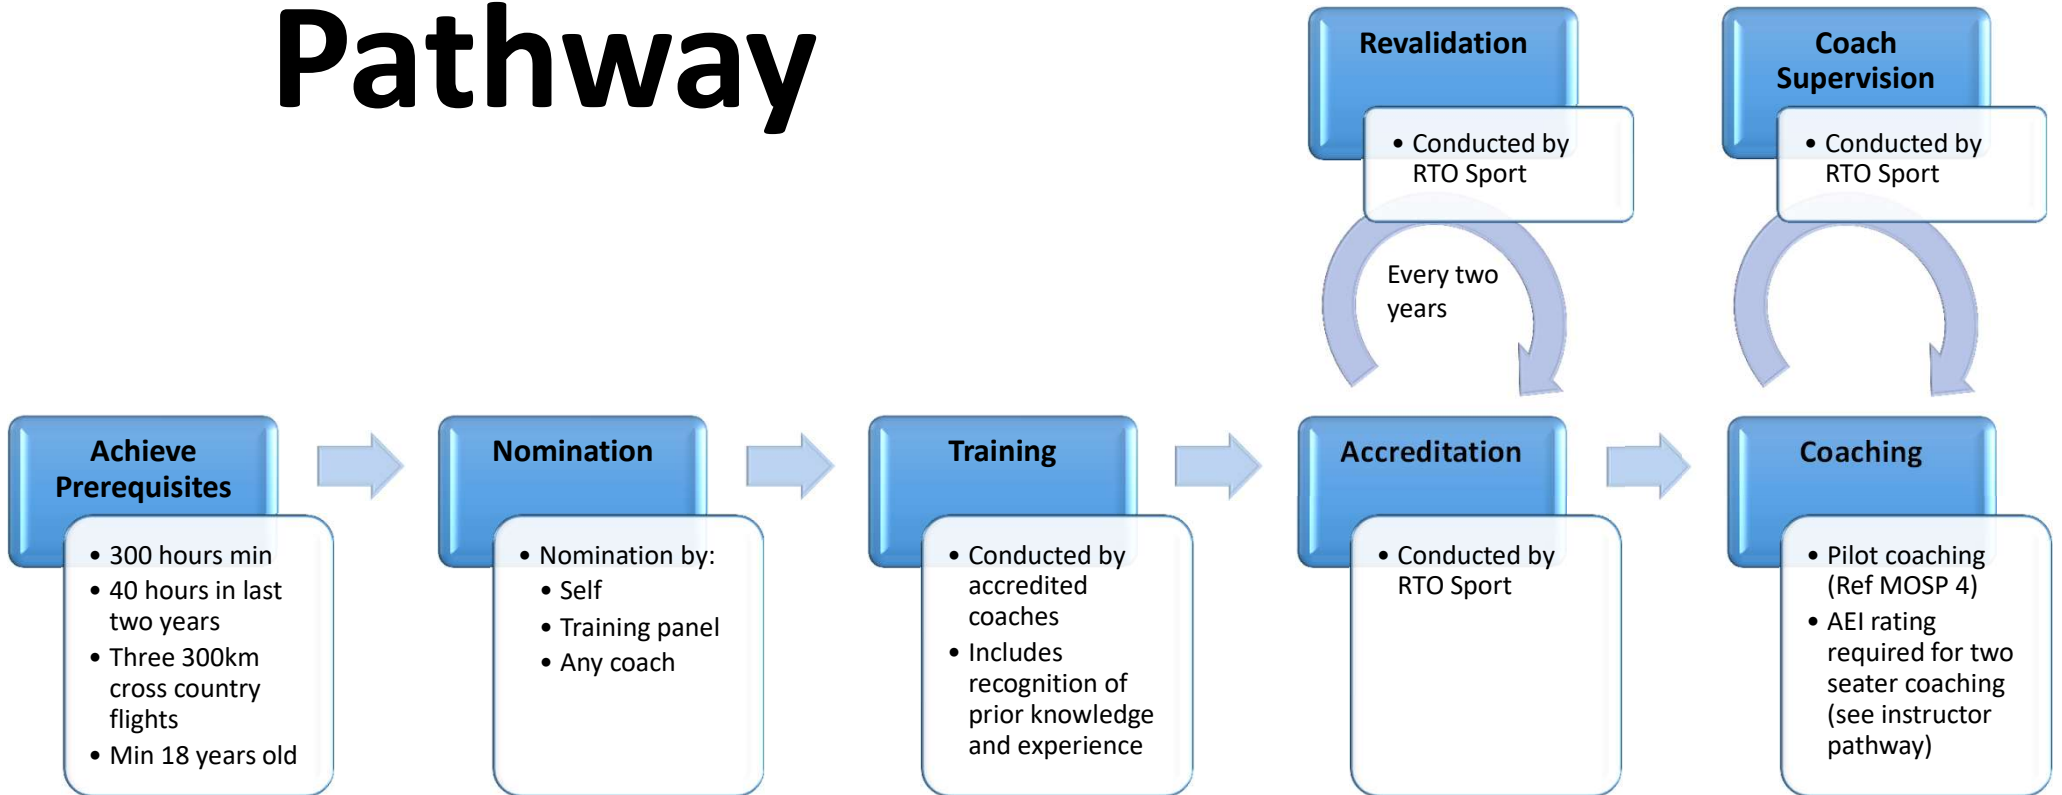 Pathway
Revalidation
• Conducted by
RTO Sport
Coach
Supervision
• Conducted by
RTO Sport
Every two
years
Achieve
Prerequisites
• 300 hours min
• 40 hours in last
two years
• Three 300km
cross country
flights
• Min 18 years old
Nomination
• Nomination by:
• Self
• Training panel
• Any coach
Training
• Conducted by
accredited
coaches
• Includes
recognition of
prior knowledge
and experience
Accreditation
• Conducted by
RTO Sport
Coaching
• Pilot coaching
(Ref MOSP 4)
• AEI rating
required for two
seater coaching
(see instructor
pathway)